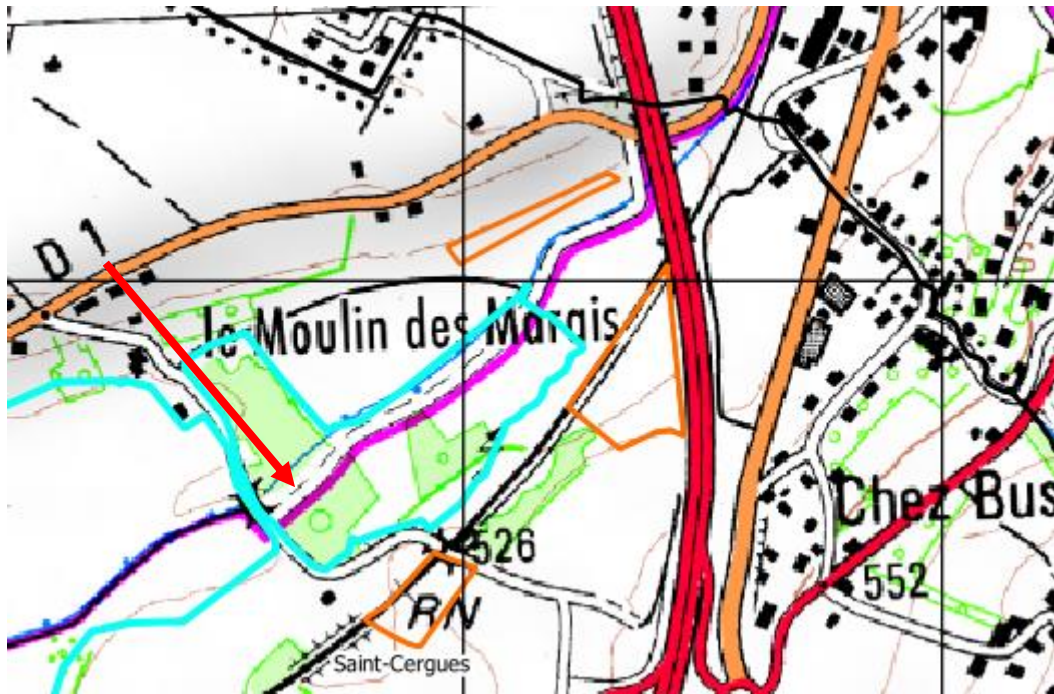 D 1
le Moulin des Marais
Chez Bus
526
552
RN
Saint-Cergues